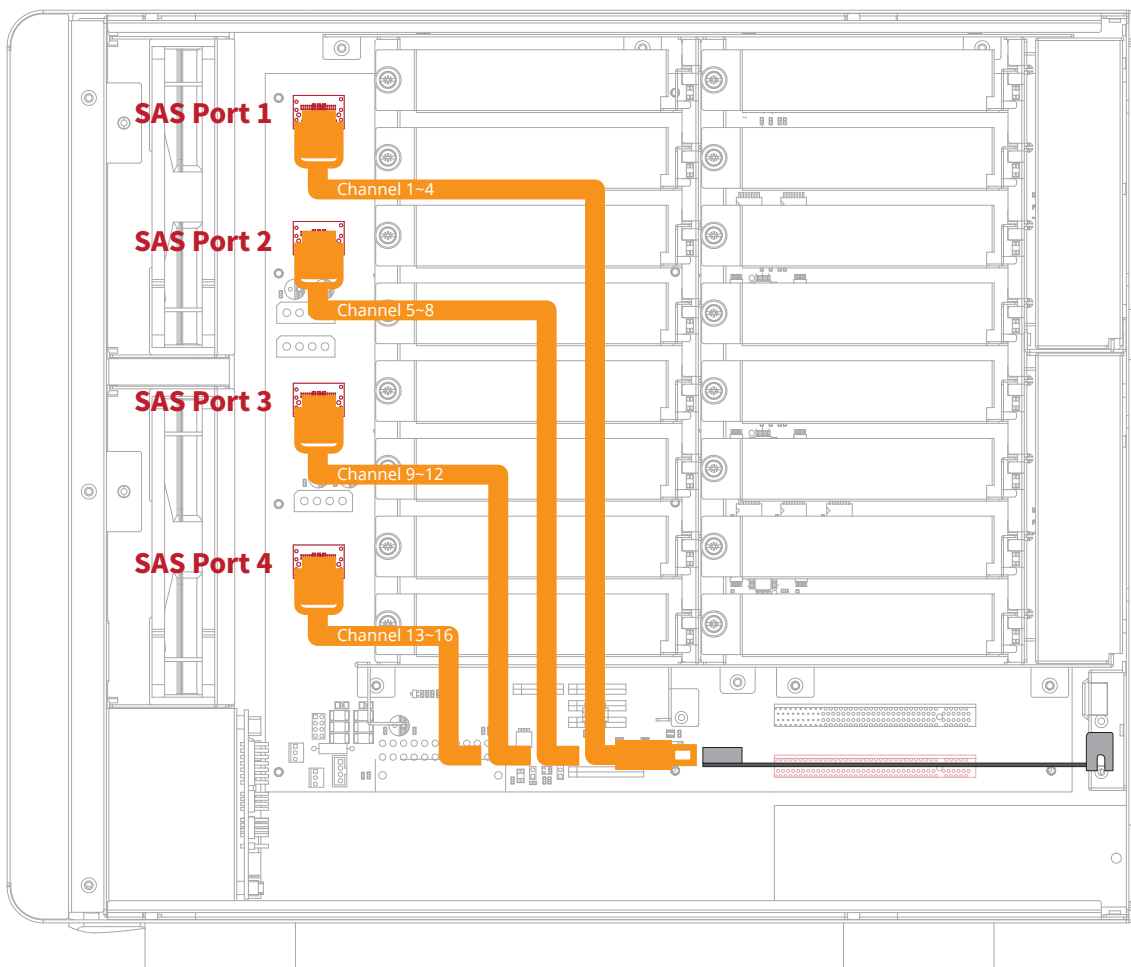 SAS Port 1
Channel 1~4
SAS Port 2
Channel 5~8
SAS Port 3
Channel 9~12
SAS Port 4
Channel 13~16